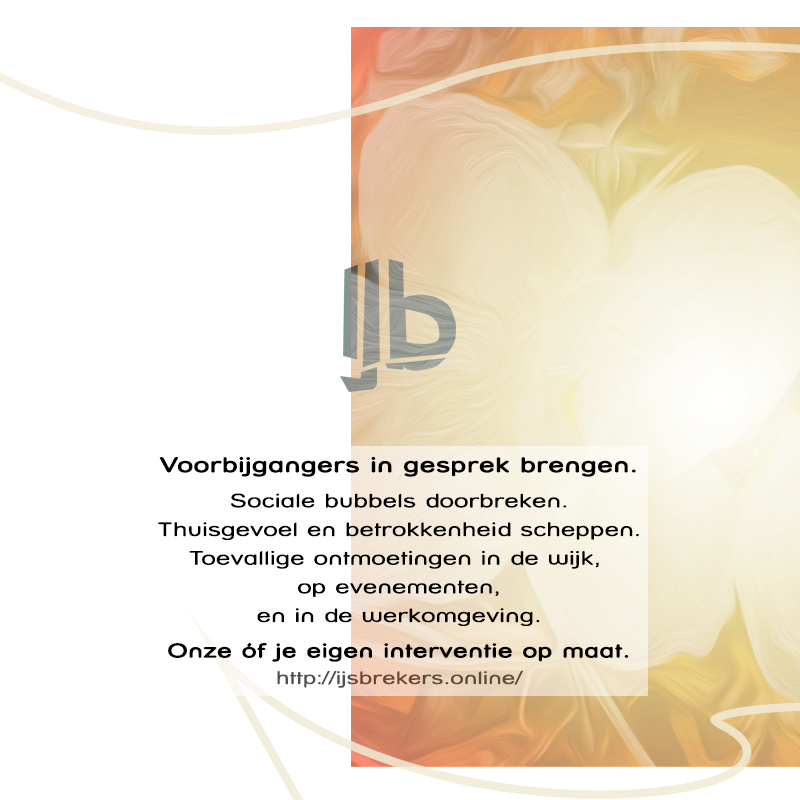 IJb
Voorbijgangers in gesprek brengen.
Sociale bubbels doorbreken.
Thuisgevoel en betrokkenheid scheppen.
Toevallige ontmoetingen in de wijk,
op evenementen,
en in de werkomgeving.
Onze óf je eigen interventie op maat.
http://ijsbrekers.online/